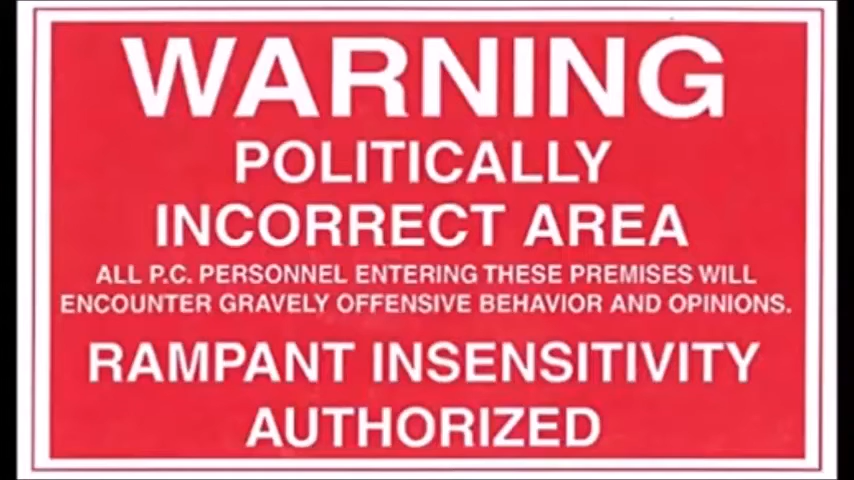 WARNING
POLITICALLY
INCORRECT AREA
ALL P.C. PERSONNEL ENTERING THESE PREMISES WILL
ENCOUNTER GRAVELY OFFENSIVE BEHAVIOR AND OPINIONS.
RAMPANT INSENSITIVITY
AUTHORIZED